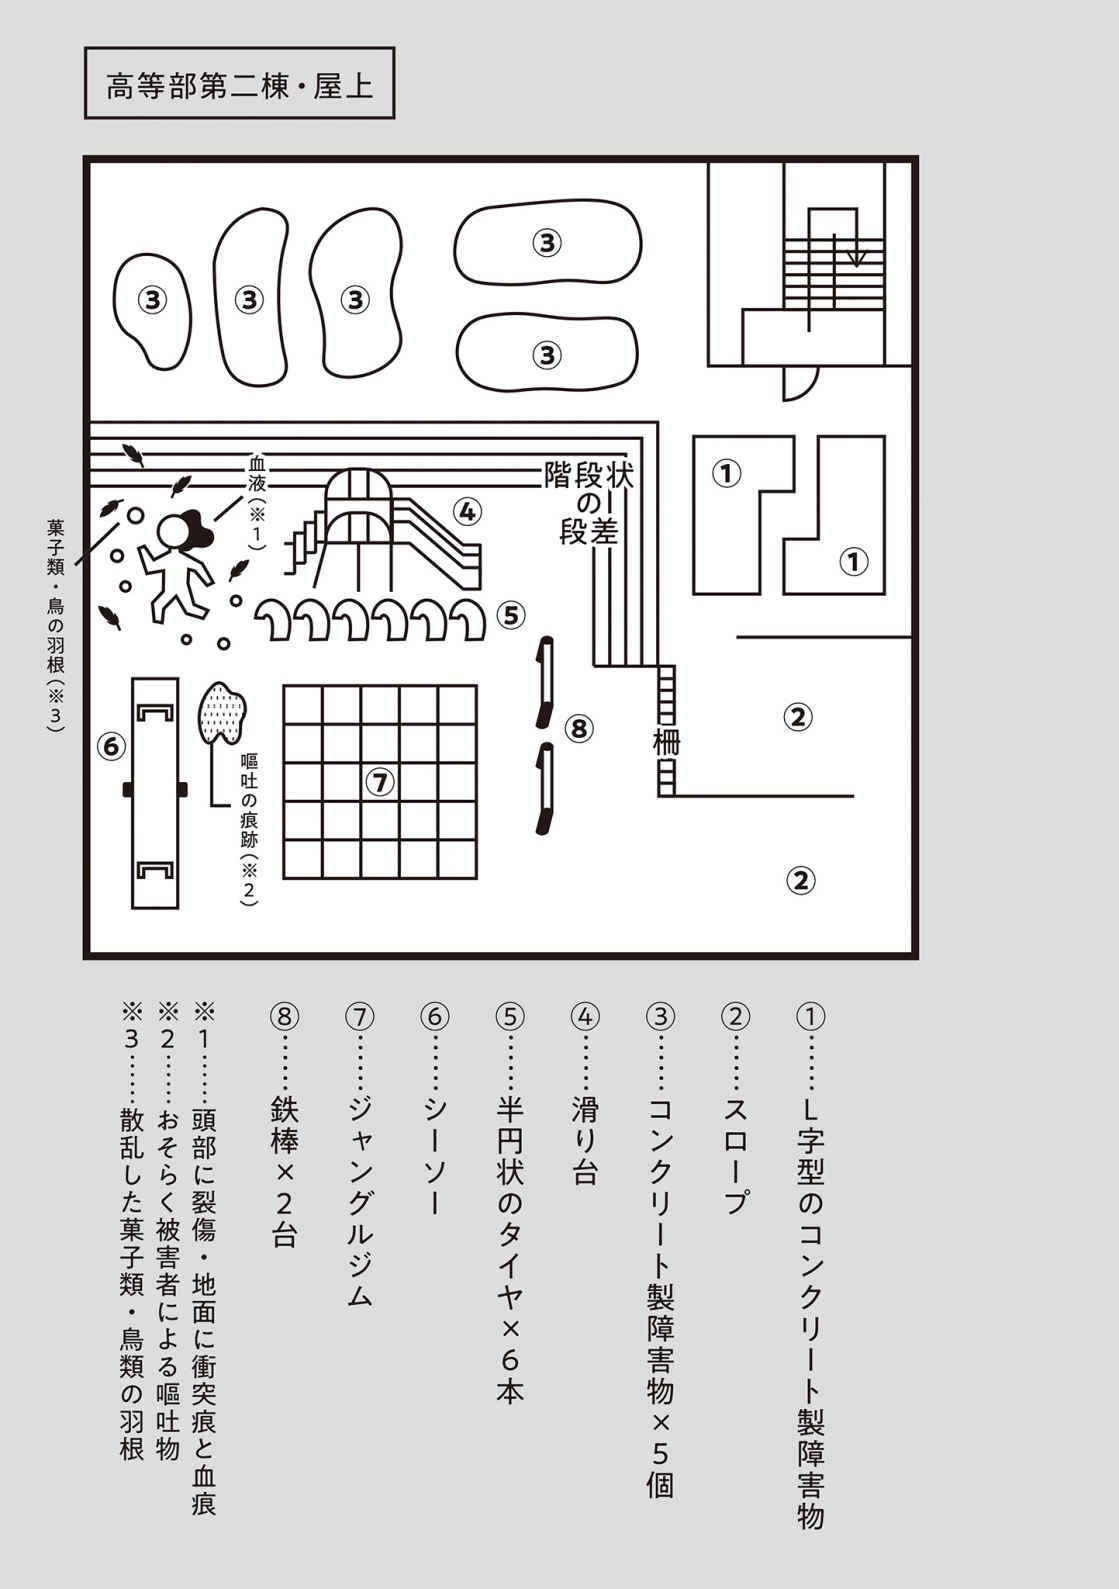 高等部第二棟・屋上
③
③
③
③
③
①
①
階段状
の
段差
血液(※1)
④
菓子類・鳥の羽根(※3)
⑤
⑧
②
柵
⑥
⑦
嘔吐の痕跡(※2)
②
①……L字型のコンクリート製障害物
②……スロープ
③……コンクリート製障害物×5個
④……滑り台
⑤……半円状のタイヤ×6本
⑥……シーソー
⑦……ジャングルジム
⑧……鉄棒×2台
※1……頭部に裂傷・地面に衝突痕と血痕
※2……おそらく被害者による嘔吐物
※3……散乱した菓子類・鳥類の羽根